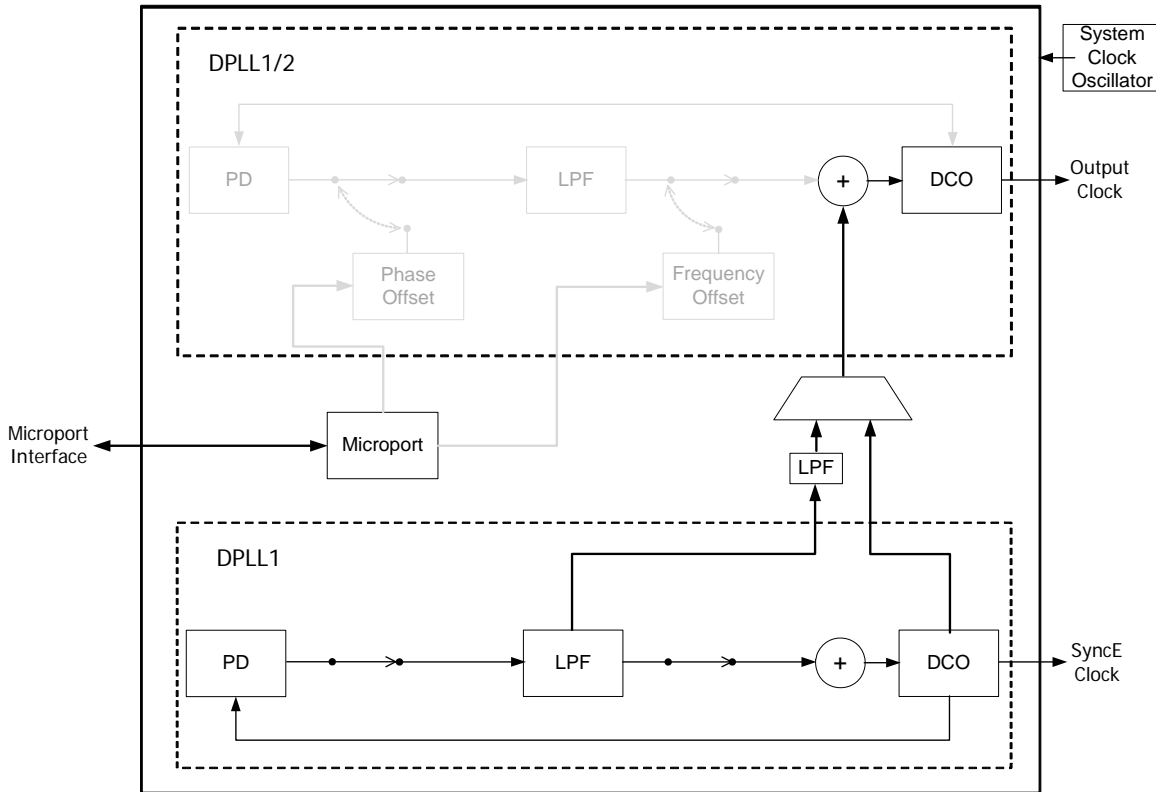 DPLL1/2
System
Clock
Oscillator
PD
LPF
+
DCO
Output
Clock
Phase
Offset
Frequency
Offset
Microport
Interface
Microport
LPF
DPLL1
PD
LPF
+
DCO
SyncE
Clock